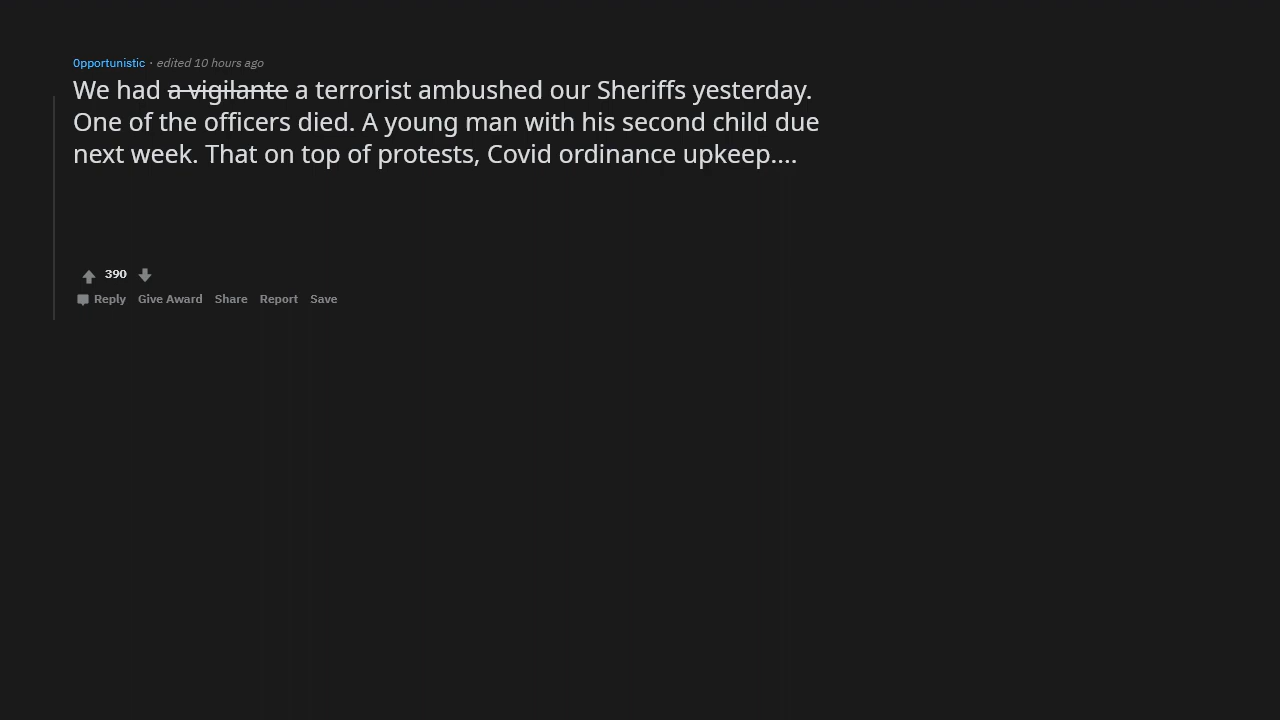 0pportunistic · edited 10 hours ago
We had a vigilante a terrorist ambushed our Sheriffs yesterday.
One of the officers died. A young man with his second child due
next week. That on top of protests, Covid ordinance upkeep....
390
Reply Give Award Share Report Save